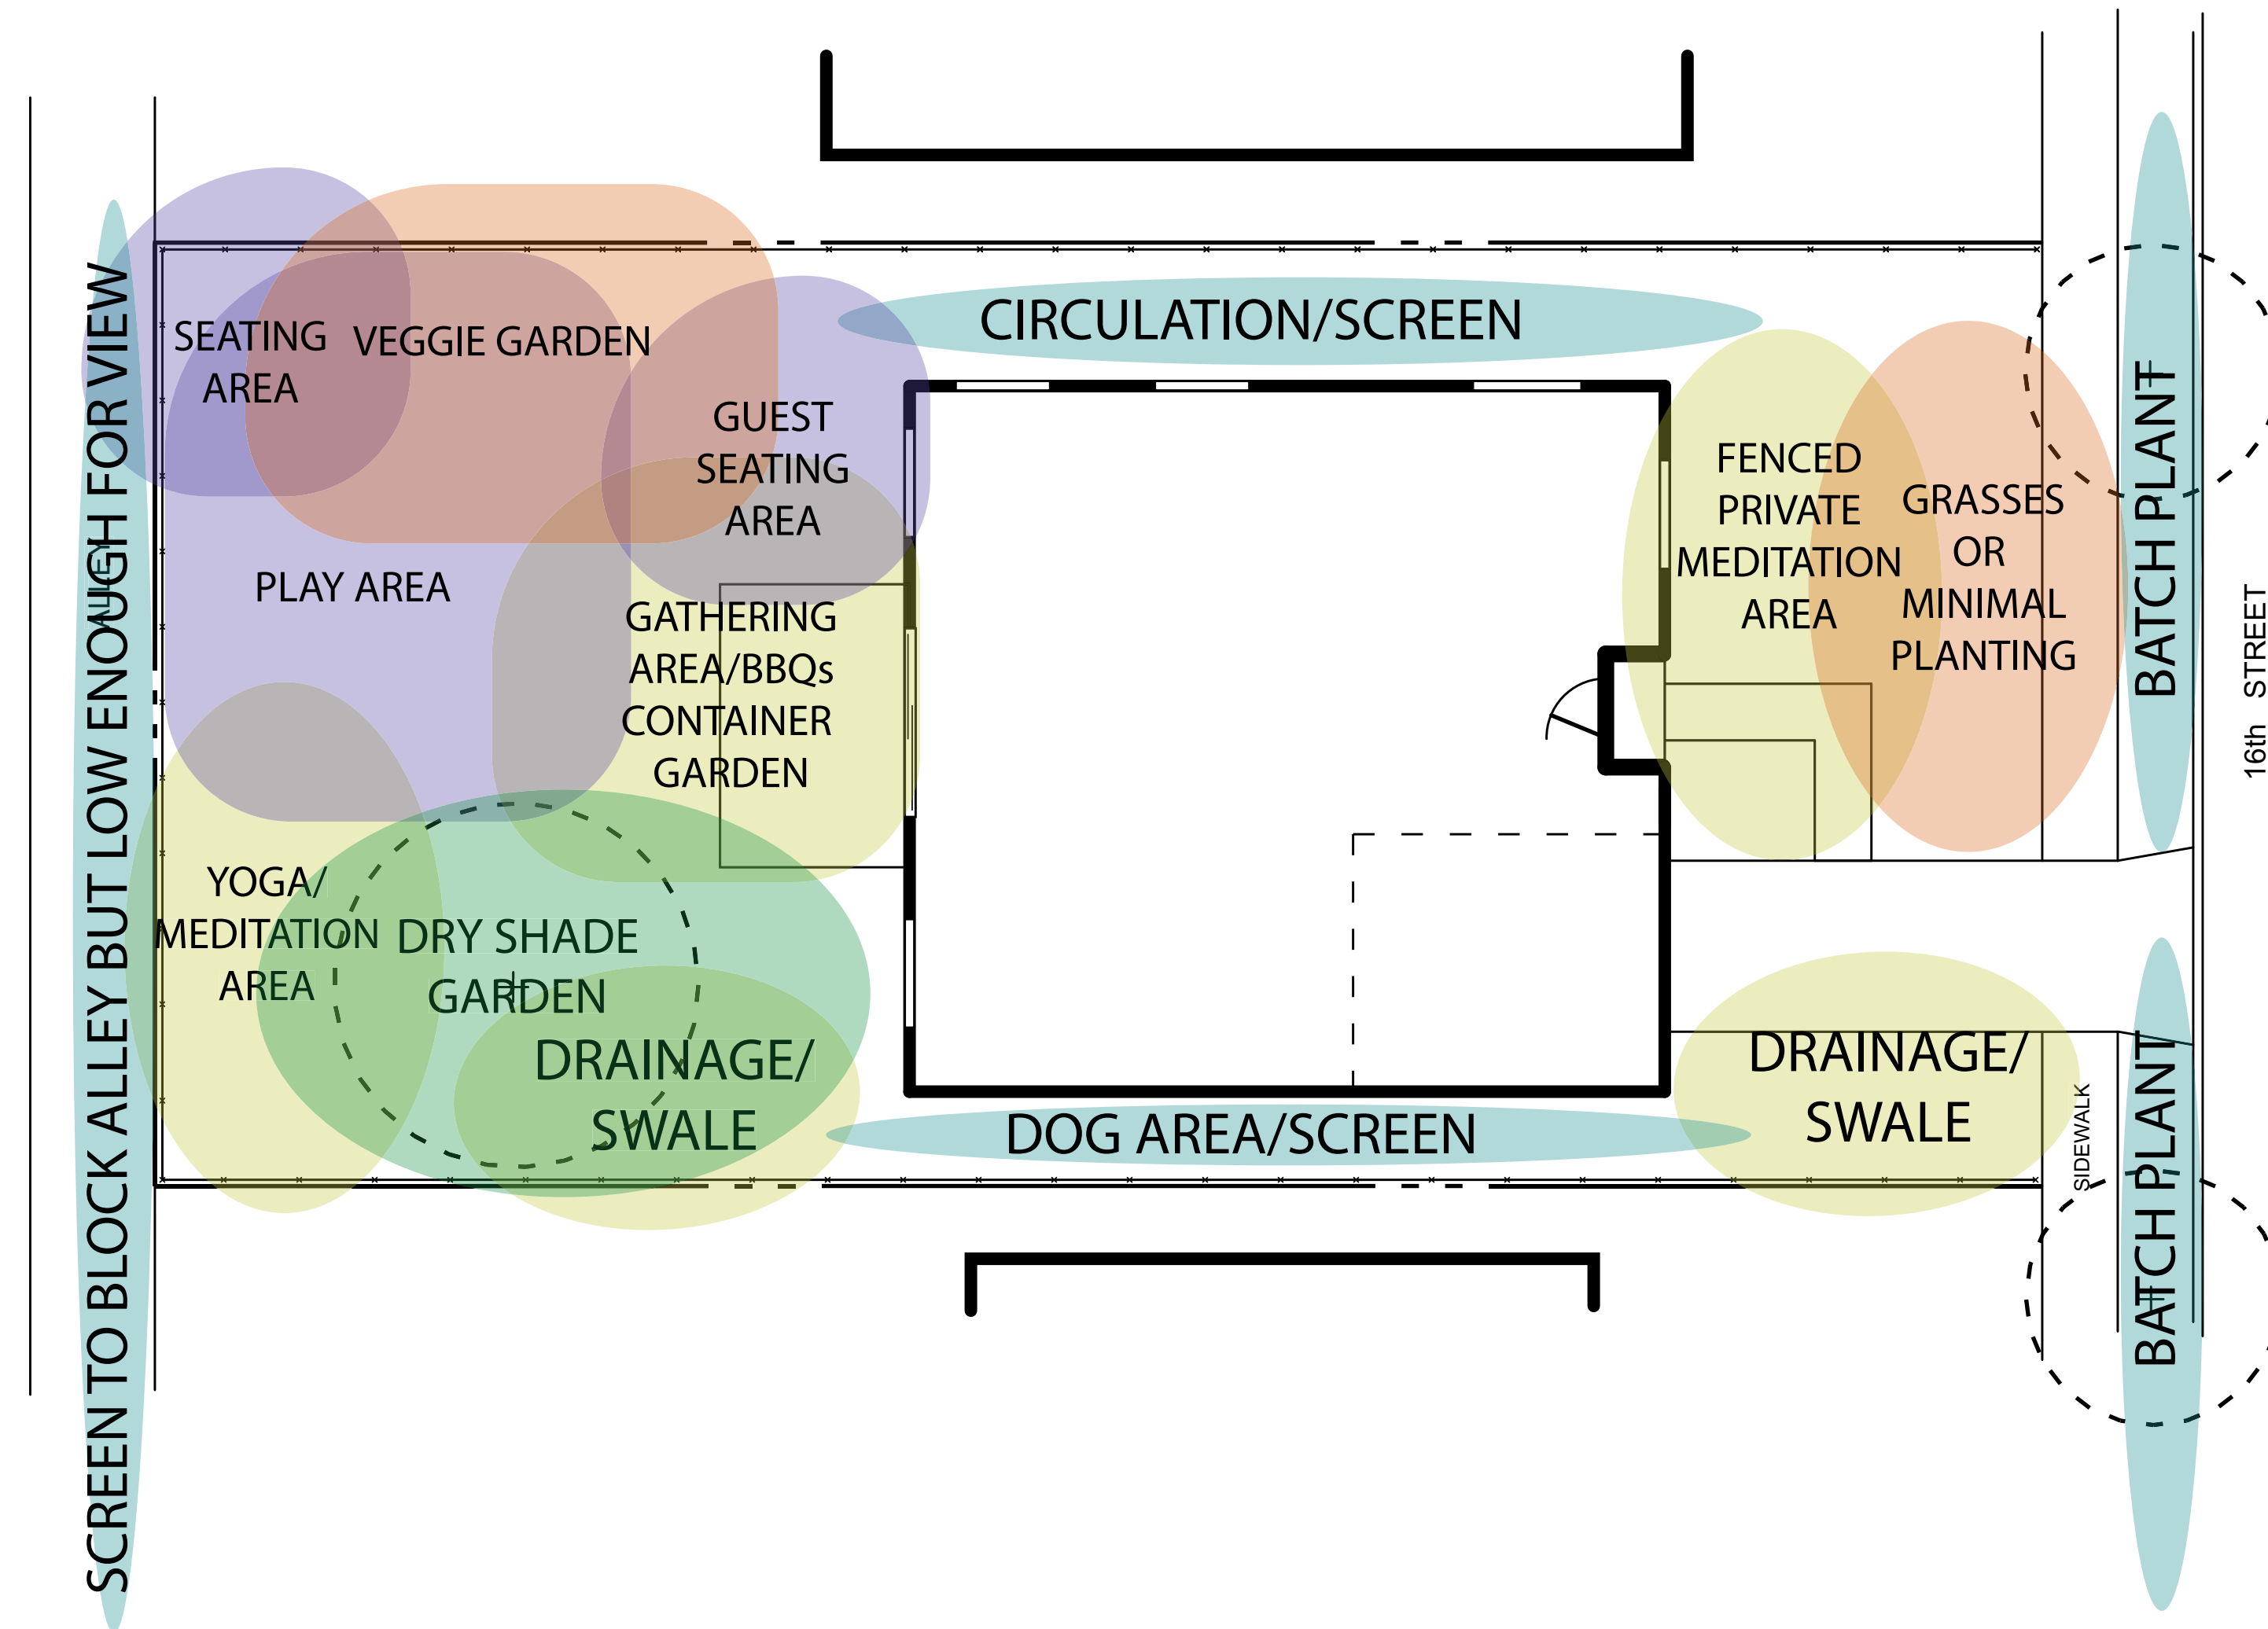 SCREEN TO BLOCK ALLEY BUT LOW ENOUGH FOR VIEW
ALLEY
SEATING
AREA
VEGGIE GARDEN
GUEST
SEATING
AREA
PLAY AREA
GATHERING
AREA/BBQs
CONTAINER
GARDEN
YOGA/
MEDITATION
AREA
DRY SHADE
GARDEN
DRAINAGE/
SWALE
CIRCULATION/SCREEN
DOG AREA/SCREEN
FENCED
PRIVATE
MEDITATION
AREA
GRASSES
OR
MINIMAL
PLANTING
DRAINAGE/
SWALE
SIDEWALK
BATCH PLANT
BATCH PLANT
16th STREET